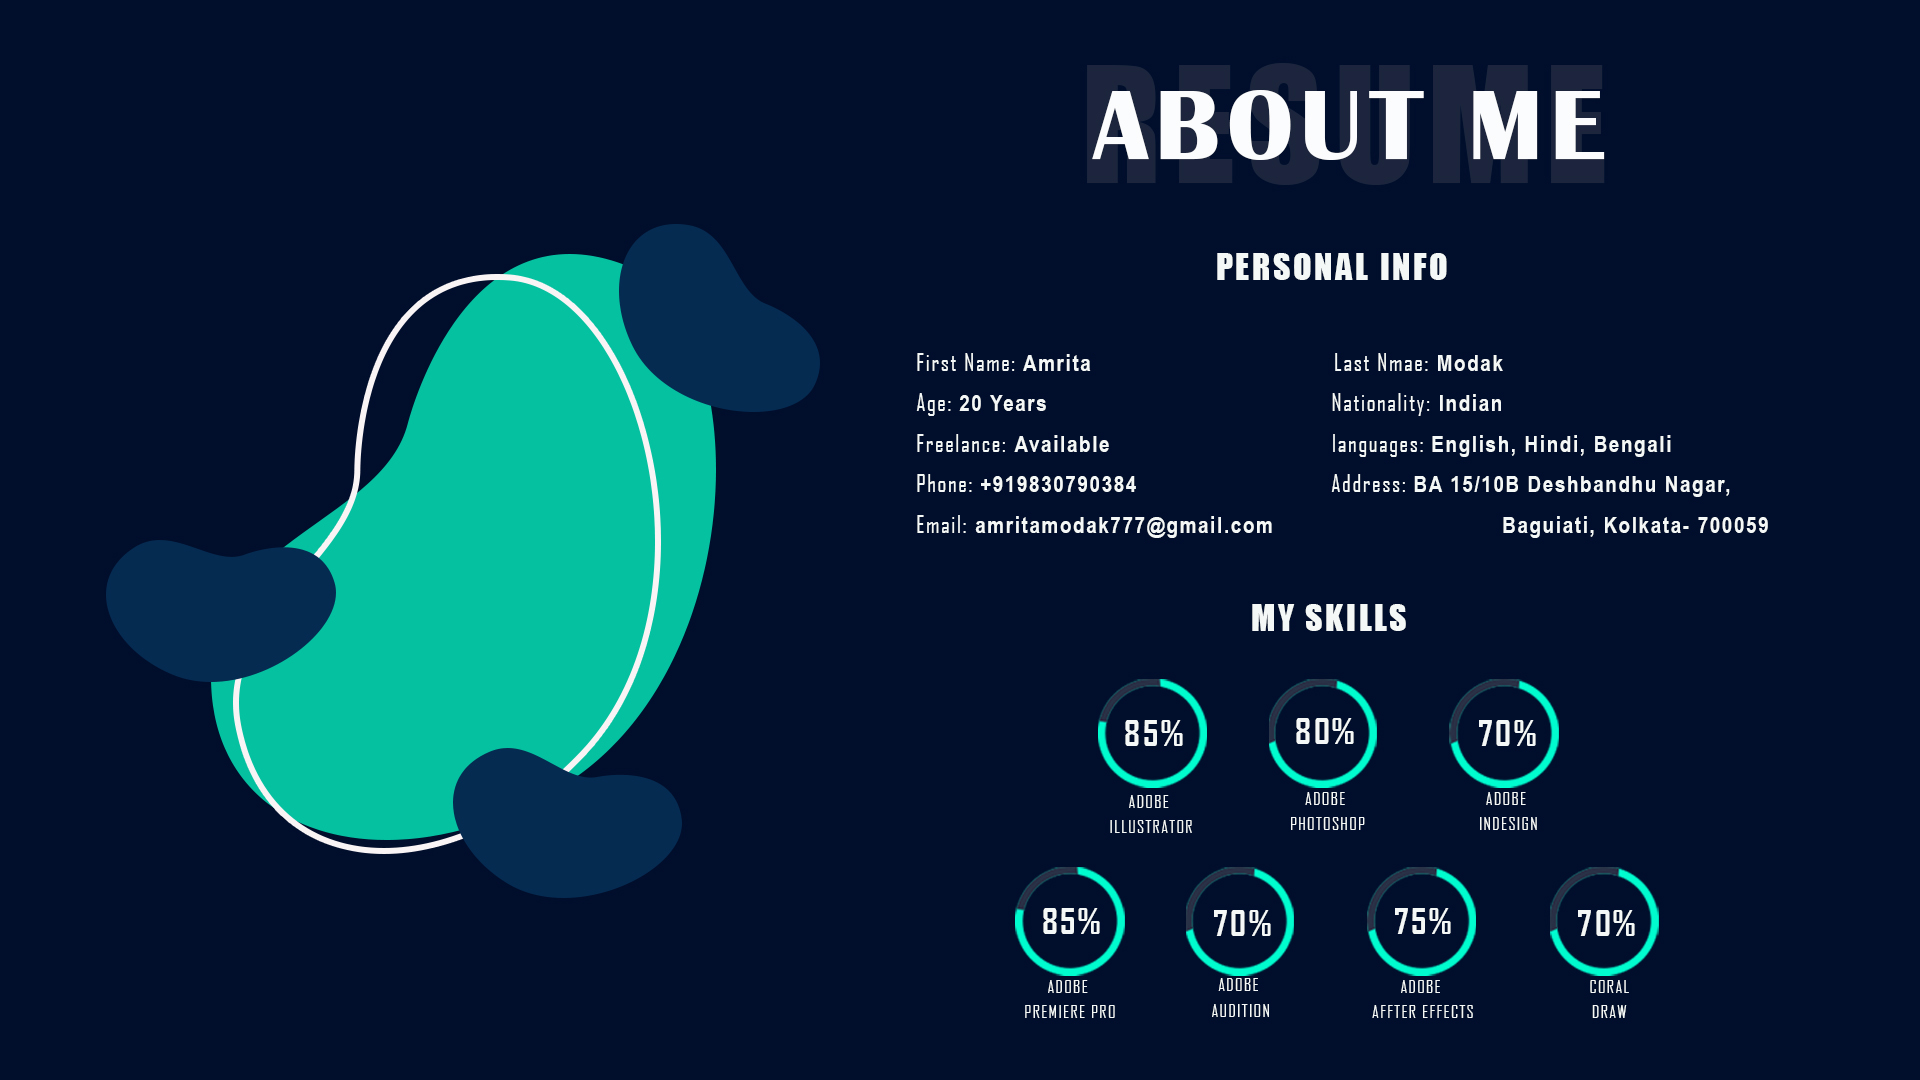 RESUME
ABOUT ME
PERSONAL INFO
First Name: Amrita
Last Nmae: Modak
Age: 20 Years
Nationality: Indian
Freelance: Available
languages: English, Hindi, Bengali
Phone: +919830790384
Address: BA 15/10B Deshbandhu Nagar,
Email: amritamodak777@gmail.com
Baguiati, Kolkata- 700059
MY SKILLS
85%
80%
70%
ADOBE
ILLUSTRATOR
ADOBE
PHOTOSHOP
ADOBE
INDESIGN
85%
70%
75%
70%
ADOBE
PREMIERE PRO
ADOBE
AUDITION
ADOBE
AFFTER EFFECTS
CORAL
DRAW